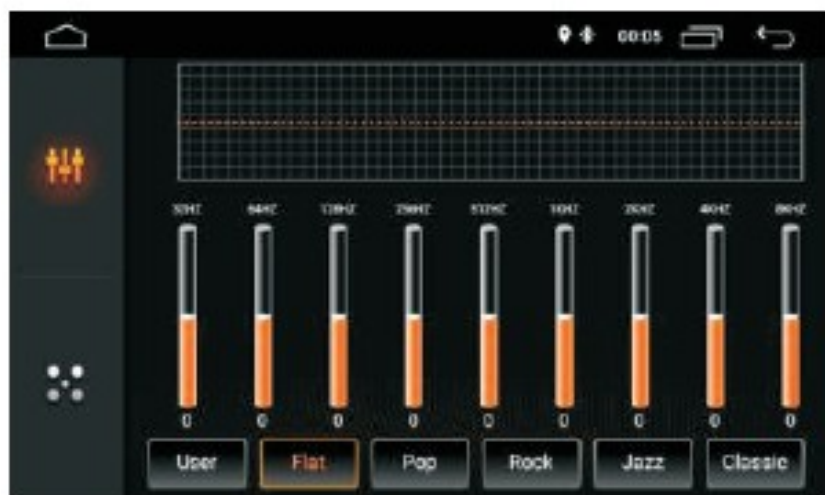 00:05
32HZ 64HZ 128HZ 256HZ 512HZ 1KHZ 2KHZ 4KHZ 8KHZ
0 0 0 0 0 0 0 0 0
User Flat Pop Rock Jazz Classic